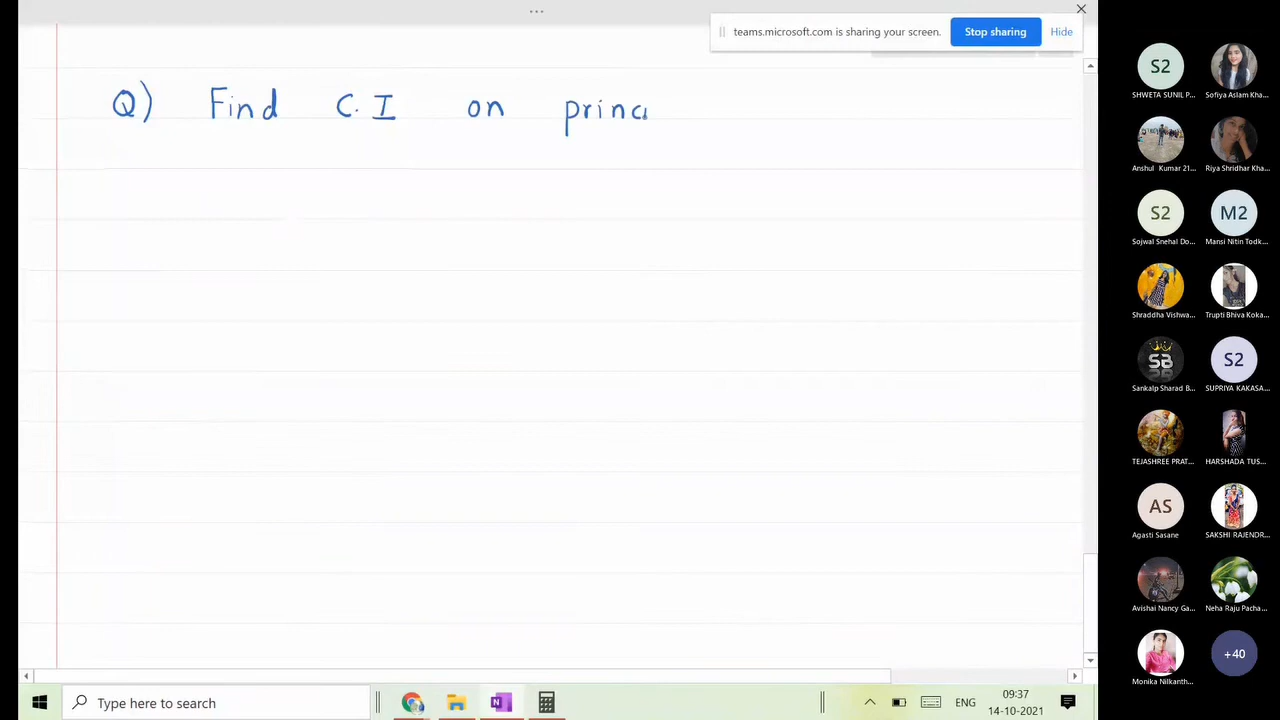 ...
teams.microsoft.com is sharing your screen. Stop sharing Hide
Q) Find C.I on princ
S2
SHWETA SUNIL P...
Sofiya Aslam Kha...
Anshul Kumar 21...
Riya Shridhar Kha...
S2
Sojwal Snehal Do...
M2
Mansi Nitin Todk...
Shraddha Vishwa...
Trupti Bhiva Koka...
SB
Sankalp Sharad B...
S2
SUPRIYA KAKASA...
TEJASHREE PRAT...
HARSHADA TUS...
AS
Agasti Sasane
SAKSHI RAJENDR...
Avishai Nancy Ga...
Neha Raju Pacha...
Monika Nilkanth...
+40
Type here to search
ENG
09:37
14-10-2021